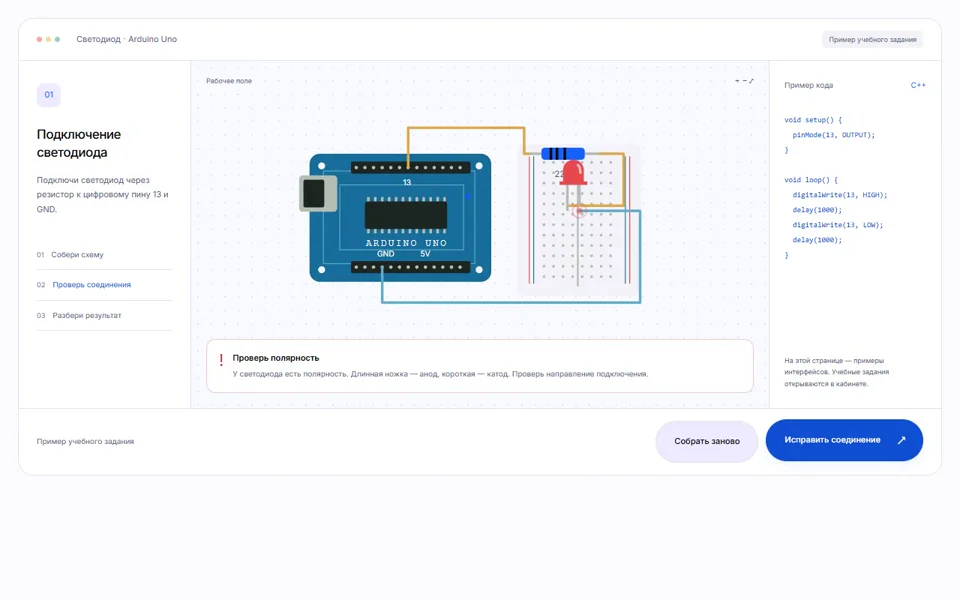 Светодиод · Arduino Uno
Пример учебного задания
01
Подключение
светодиода
Подключи светодиод через
резистор к цифровому пину 13 и
GND.
01 Собери схему
02 Проверь соединения
03 Разбери результат
Рабочее поле
13
ARDUINO UNO
GND 5V
!
Проверь полярность
У светодиода есть полярность. Длинная ножка — анод, короткая — катод. Проверь направление подключения.
Пример кода
C++
void setup() {
pinMode(13, OUTPUT);
}
void loop() {
digitalWrite(13, HIGH);
delay(1000);
digitalWrite(13, LOW);
delay(1000);
}
На этой странице — примеры
интерфейсов. Учебные задания
открываются в кабинете.
Пример учебного задания
Собрать заново
Исправить соединение